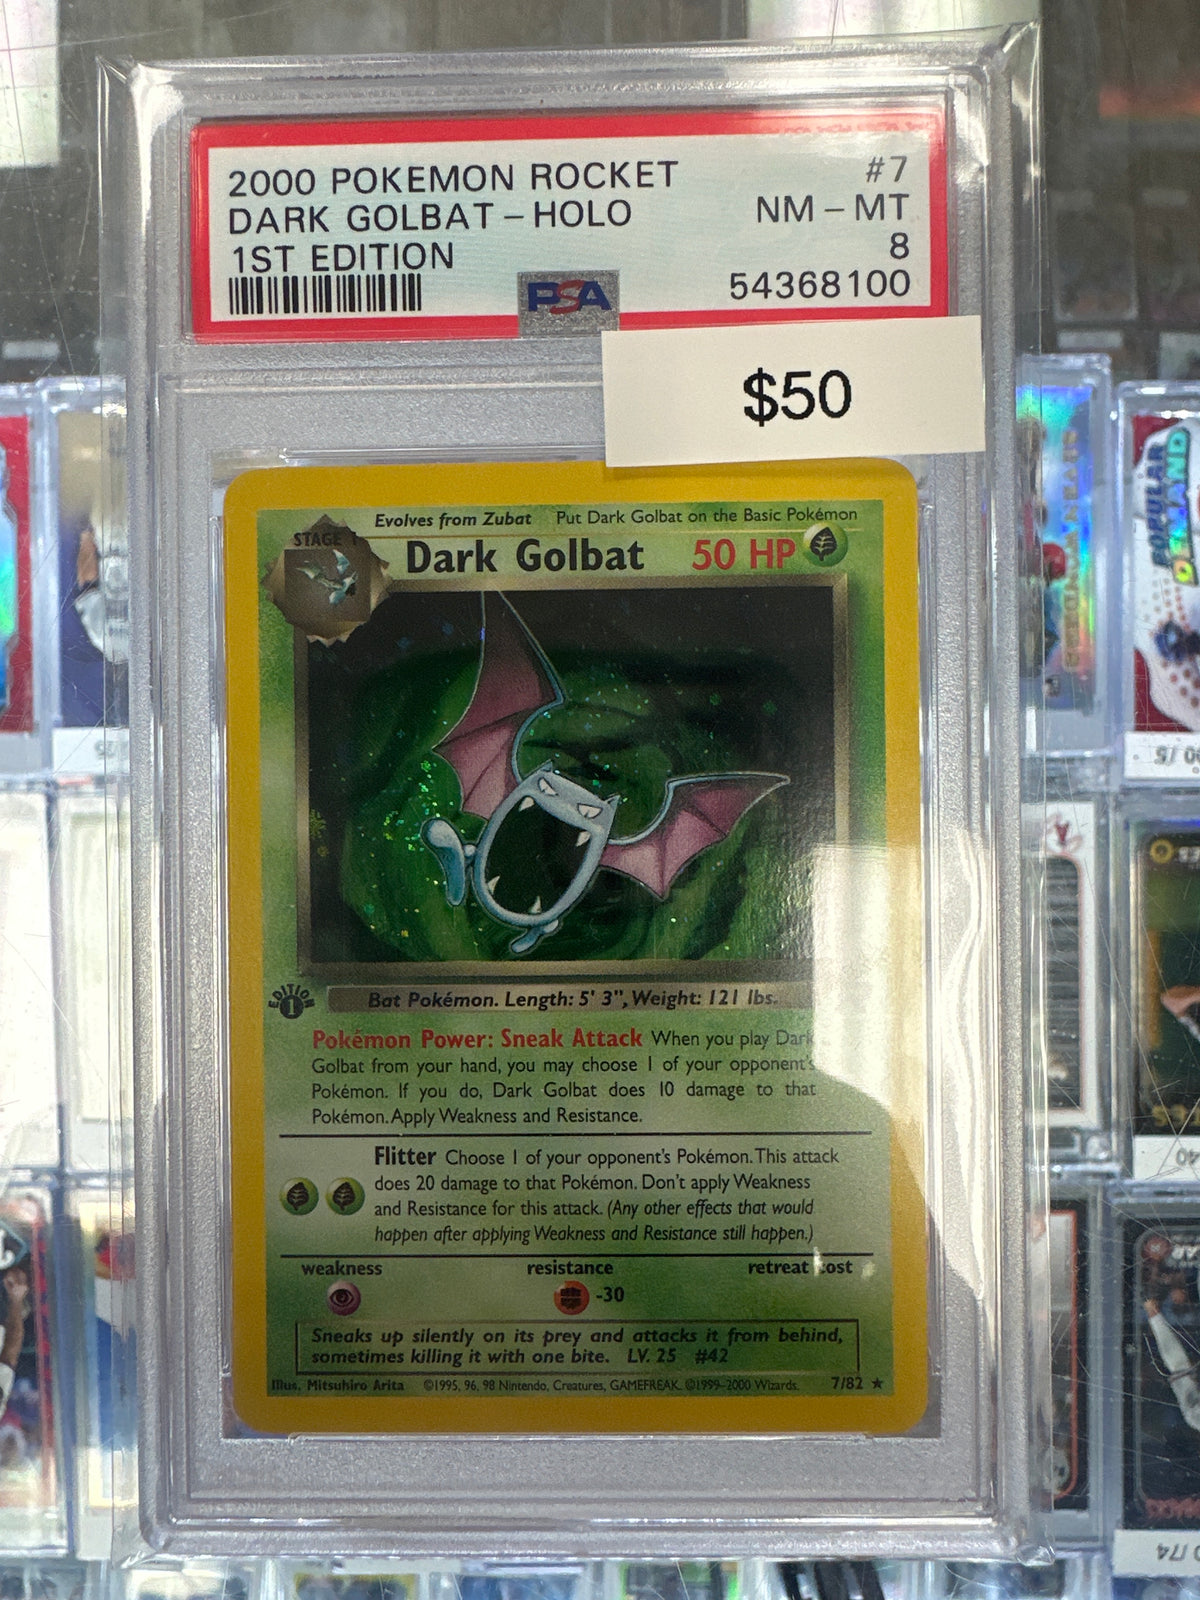 2000 POKEMON ROCKET #7
DARK GOLBAT - HOLO NM - MT
1ST EDITION 8
PSA 54368100
$50
Evolves from Zubat Put Dark Golbat on the Basic Pokémon
STAGE 1
Dark Golbat 50 HP
EDITION
1
Bat Pokémon. Length: 5' 3", Weight: 121 lbs.
Pokémon Power: Sneak Attack When you play Dark
Golbat from your hand, you may choose 1 of your opponent's
Pokémon. If you do, Dark Golbat does 10 damage to that
Pokémon. Apply Weakness and Resistance.
Flitter Choose 1 of your opponent's Pokémon. This attack
does 20 damage to that Pokémon. Don't apply Weakness
and Resistance for this attack. (Any other effects that would
happen after applying Weakness and Resistance still happen.)
weakness resistance retreat cost
-30
Sneaks up silently on its prey and attacks it from behind,
sometimes killing it with one bite. LV. 25 #42
Illus. Mitsuhiro Arita ©1995, 96, 98 Nintendo, Creatures, GAMEFREAK. ©1999-2000 Wizards. 7/82 ★
POPULAR
DEMAND